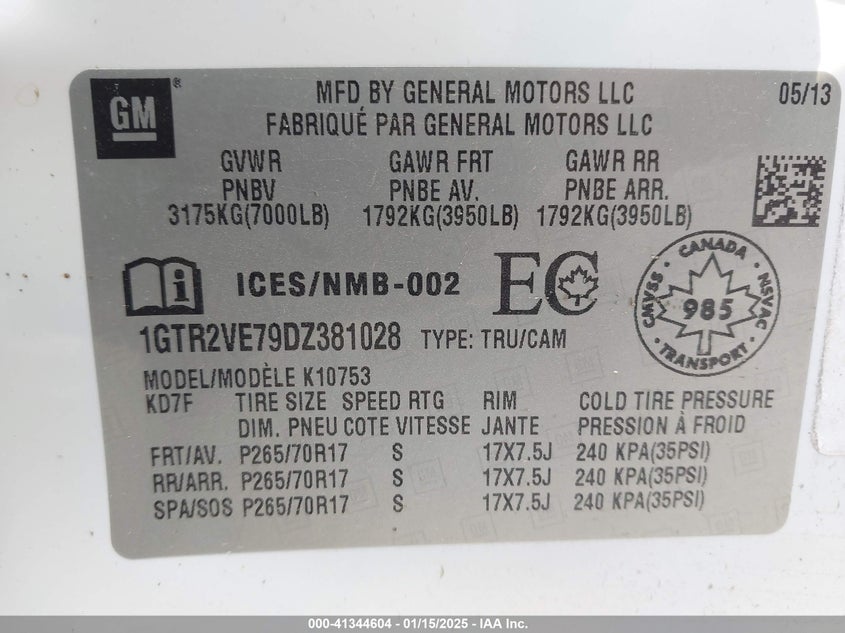 GM ®
MFD BY GENERAL MOTORS LLC 05/13
FABRIQUÉ PAR GENERAL MOTORS LLC
GVWR GAWR FRT GAWR RR
PNBV PNBE AV. PNBE ARR.
3175KG(7000LB) 1792KG(3950LB) 1792KG(3950LB)
i ICES/NMB-002 EC
CANADA
CMVSS 985 NSVAC
TRANSPORT
1GTR2VE79DZ381028 TYPE: TRU/CAM
MODEL/MODÈLE K10753
KD7F TIRE SIZE SPEED RTG RIM COLD TIRE PRESSURE
DIM. PNEU COTE VITESSE JANTE PRESSION À FROID
FRT/AV. P265/70R17 S 17X7.5J 240 KPA(35PSI)
RR/ARR. P265/70R17 S 17X7.5J 240 KPA(35PSI)
SPA/SOS P265/70R17 S 17X7.5J 240 KPA(35PSI)
000-41344604 - 01/15/2025 - IAA Inc.